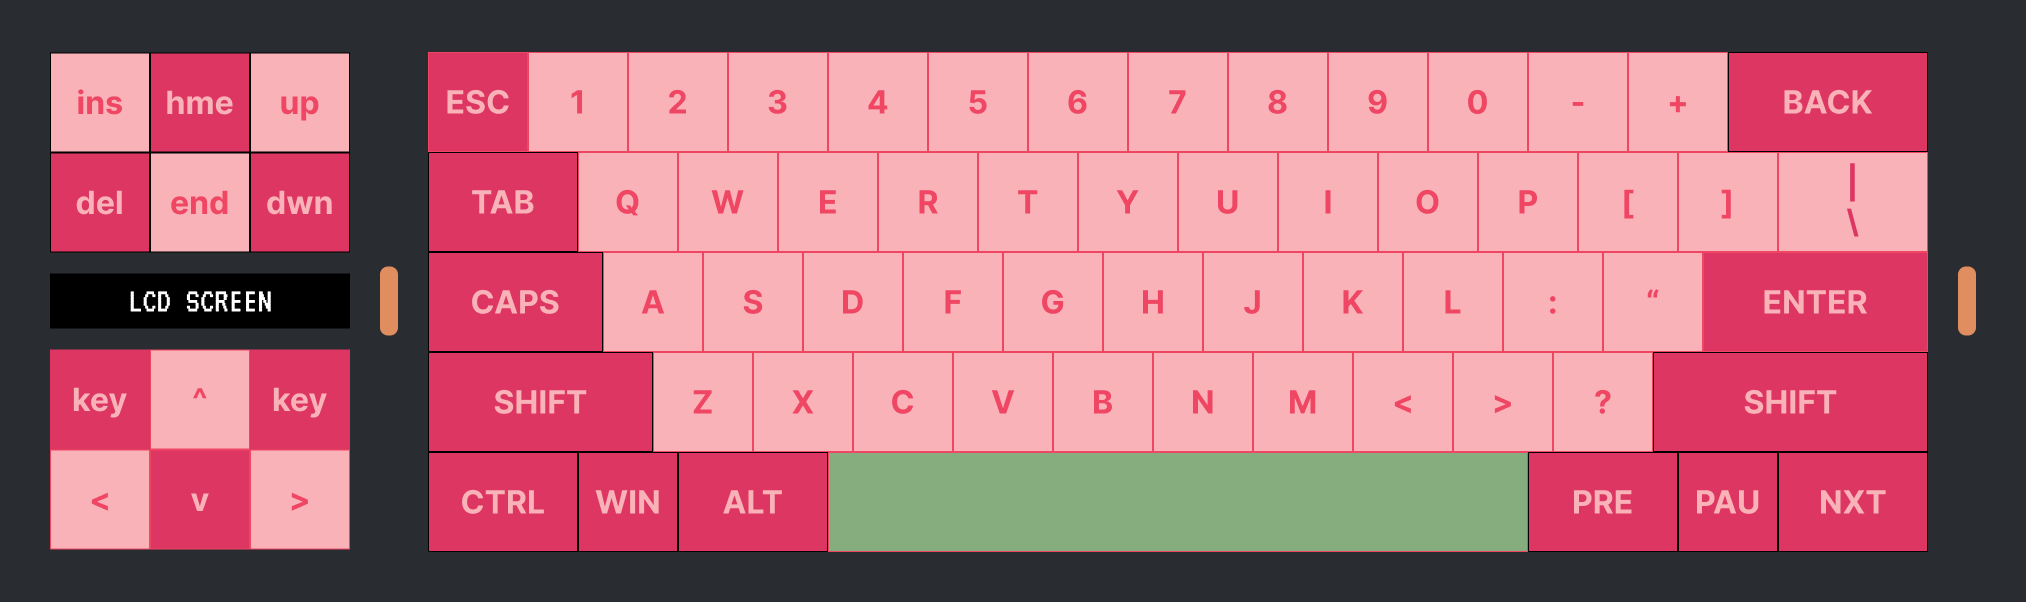 ins hme up
del end dwn
LCD SCREEN
key ^ key
< v >
ESC 1 2 3 4 5 6 7 8 9 0 - + BACK
TAB Q W E R T Y U I O P [ ] | \
CAPS A S D F G H J K L : “ ENTER
SHIFT Z X C V B N M < > ? SHIFT
CTRL WIN ALT PRE PAU NXT